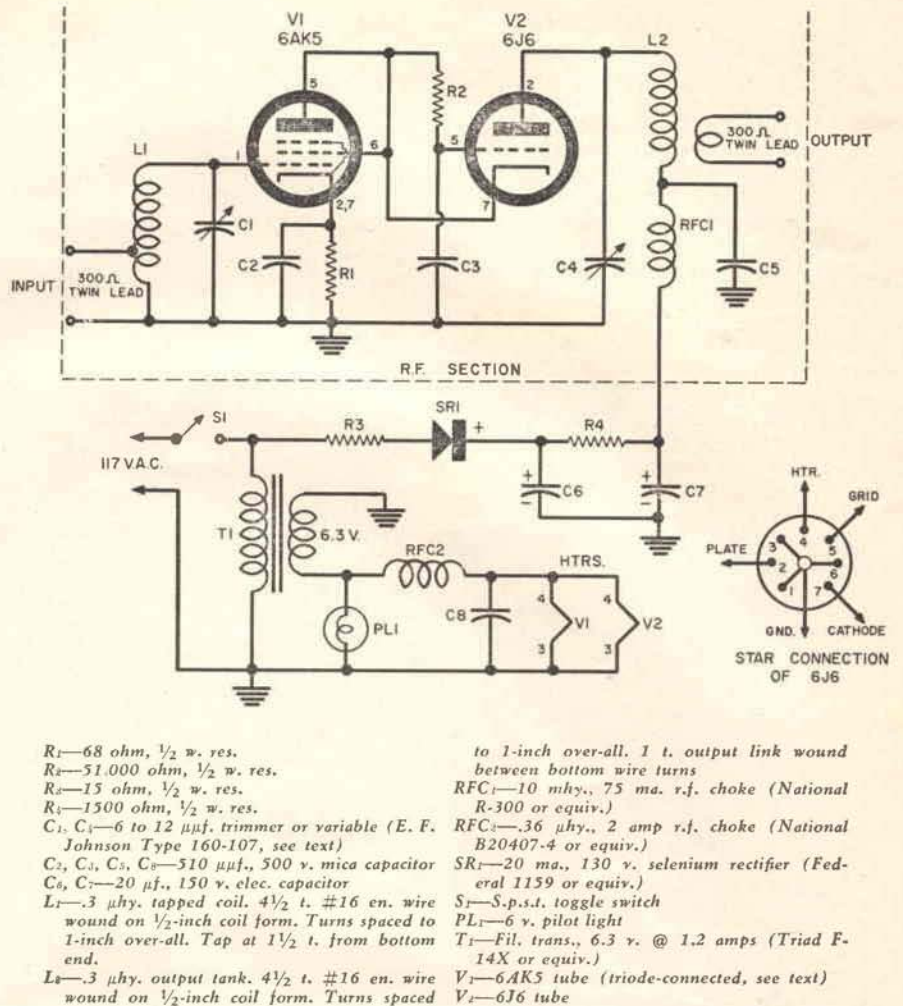 V1
6AK5
V2
6J6
L2
5
2
R2
L1
1
6
5
300Ω
TWIN LEAD
OUTPUT
C1
2,7
7
RFC1
C2
R1
C3
C4
C5
INPUT
300Ω
TWIN LEAD
R.F. SECTION
S1
R3
SR1
+
R4
117 V.A.C.
+
-
C6
+
-
C7
HTR.
GRID
T1
6.3 V.
RFC2
HTRS.
PLATE
3
4
5
2
6
1
7
PL1
C8
4
V1
3
4
V2
3
GND.
CATHODE
STAR CONNECTION
OF 6J6
R1—68 ohm, ½ w. res.
R2—51,000 ohm, ½ w. res.
R3—15 ohm, ½ w. res.
R4—1500 ohm, ½ w. res.
C1, C4—6 to 12 μμf. trimmer or variable (E. F.
Johnson Type 160-107, see text)
C2, C3, C5, C8—510 μμf., 500 v. mica capacitor
C6, C7—20 μf., 150 v. elec. capacitor
L1—.3 μhy. tapped coil. 4½ t. #16 en. wire
wound on ½-inch coil form. Turns spaced to
1-inch over-all. Tap at 1½ t. from bottom
end.
L2—.3 μhy. output tank. 4½ t. #16 en. wire
wound on ½-inch coil form. Turns spaced
to 1-inch over-all. 1 t. output link wound
between bottom wire turns
RFC1—10 mhy., 75 ma. r.f. choke (National
R-300 or equiv.)
RFC2—.36 μhy., 2 amp r.f. choke (National
B20407-4 or equiv.)
SR1—20 ma., 130 v. selenium rectifier (Fed-
eral 1159 or equiv.)
S1—S.p.s.t. toggle switch
PL1—6 v. pilot light
T1—Fil. trans., 6.3 v. @ 1.2 amps (Triad F-
14X or equiv.)
V1—6AK5 tube (triode-connected, see text)
V2—6J6 tube